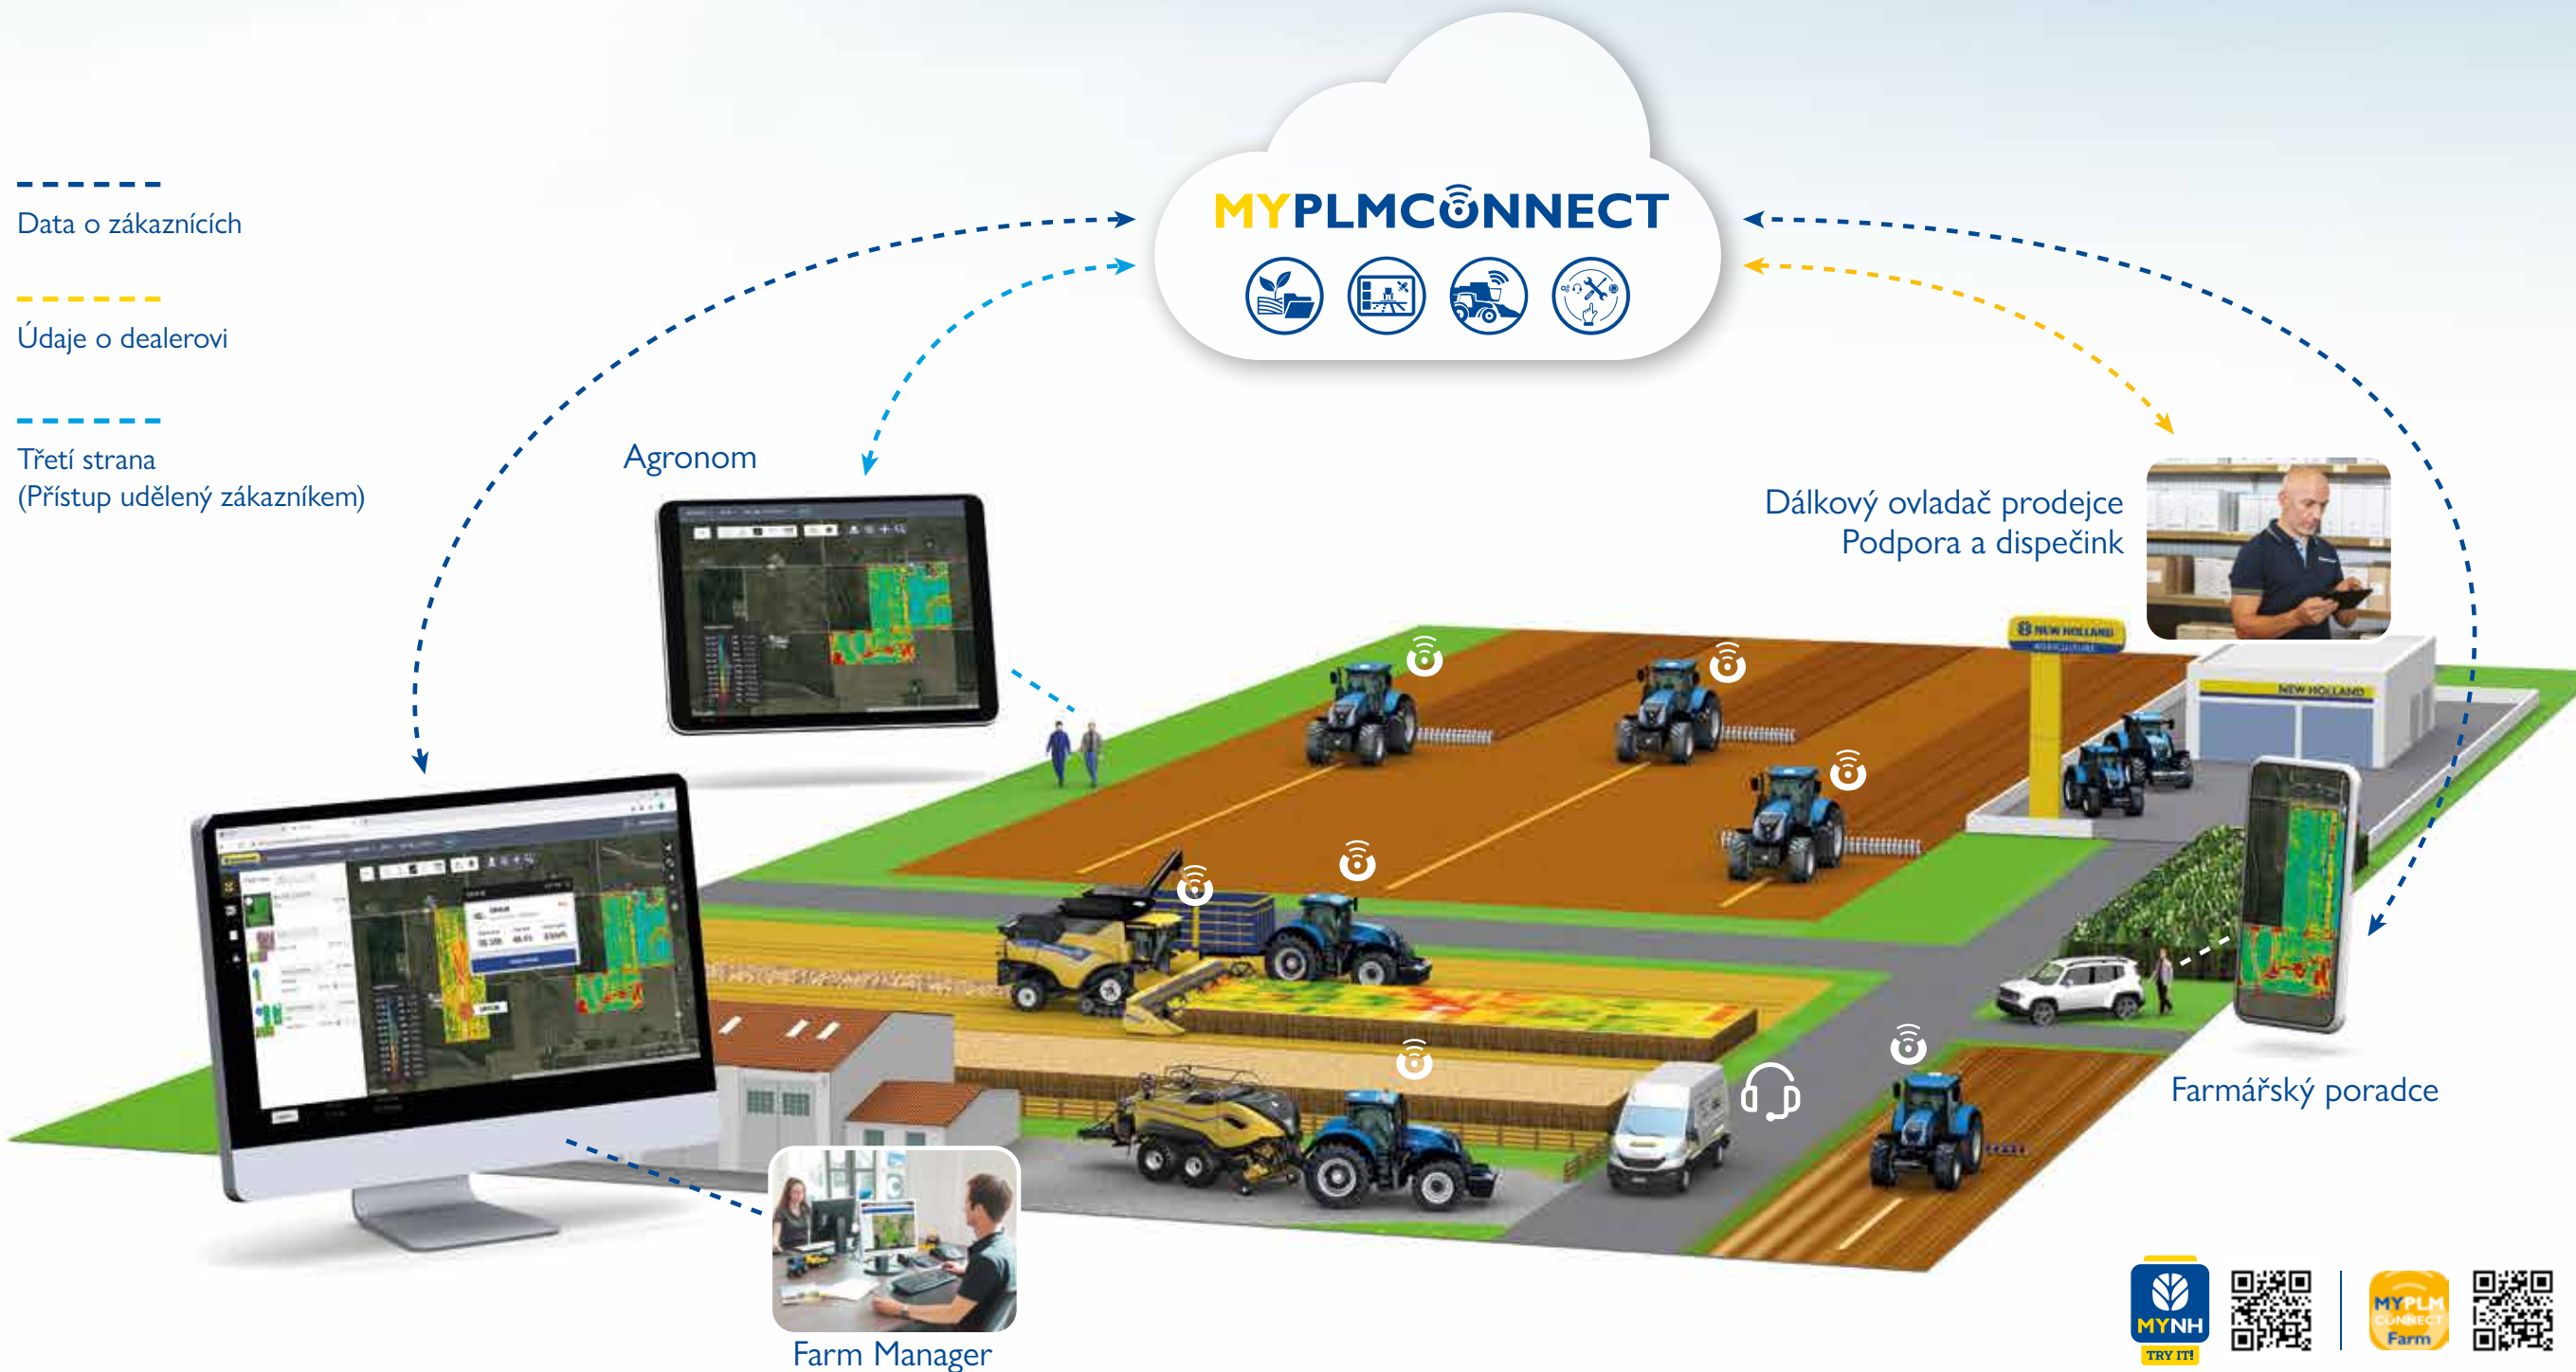 MYPLMCONNECT
Data o zákaznících
Údaje o dealerovi
Třetí strana
(Přístup udělený zákazníkem)
Agronom
Dálkový ovladač prodejce
Podpora a dispečink
NEW HOLLAND
AGRICULTURE
NEW HOLLAND
Farmářský poradce
Farm Manager
MYNH
TRY IT!
MYPLM
CONNECT
Farm